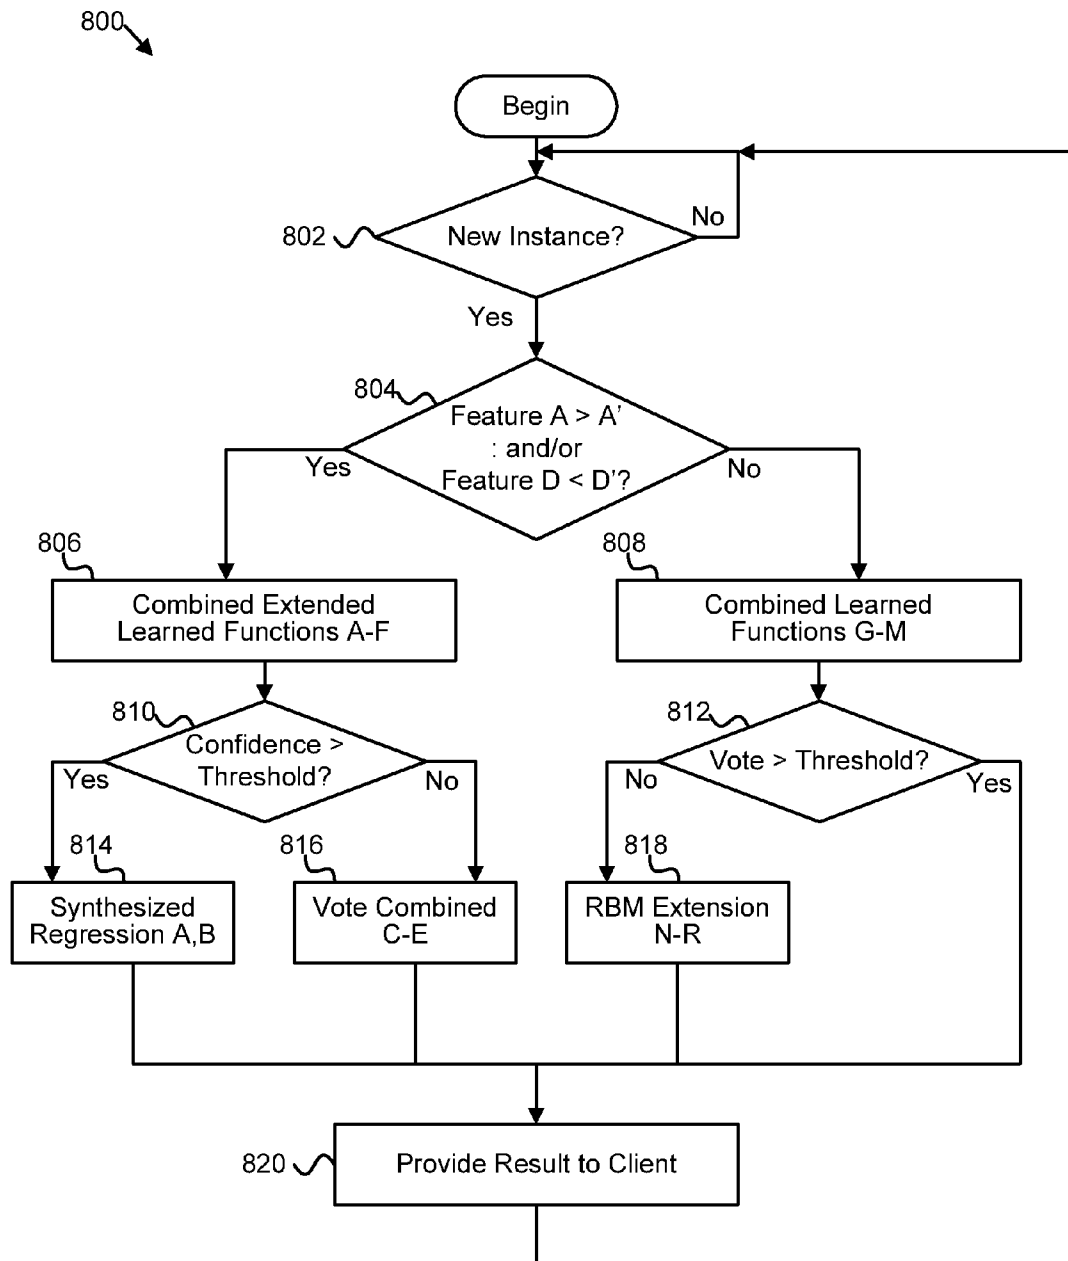 800
Begin
802
New Instance?
No
Yes
804
Feature A > A’
: and/or
Feature D < D’?
Yes
No
806
Combined Extended
Learned Functions A-F
808
Combined Learned
Functions G-M
810
Confidence >
Threshold?
Yes
No
812
Vote > Threshold?
No
Yes
814
Synthesized
Regression A,B
816
Vote Combined
C-E
818
RBM Extension
N-R
820
Provide Result to Client